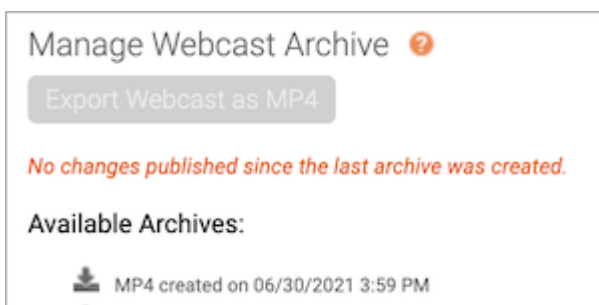 Manage Webcast Archive ?
Export Webcast as MP4
No changes published since the last archive was created.
Available Archives:
MP4 created on 06/30/2021 3:59 PM